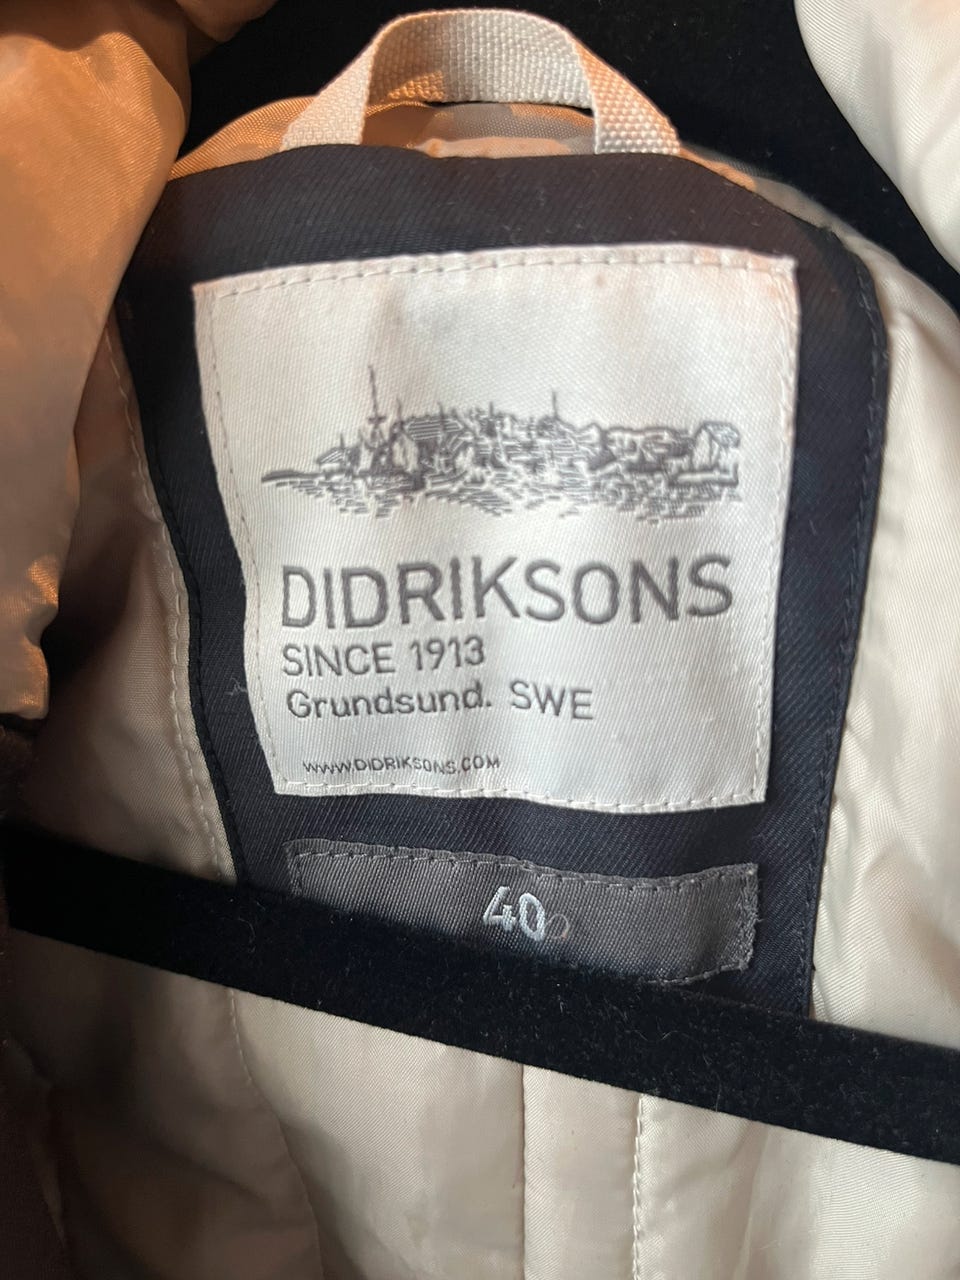 DIDRIKSONS
SINCE 1913
Grundsund. SWE
WWW.DIDRIKSONS.COM
40